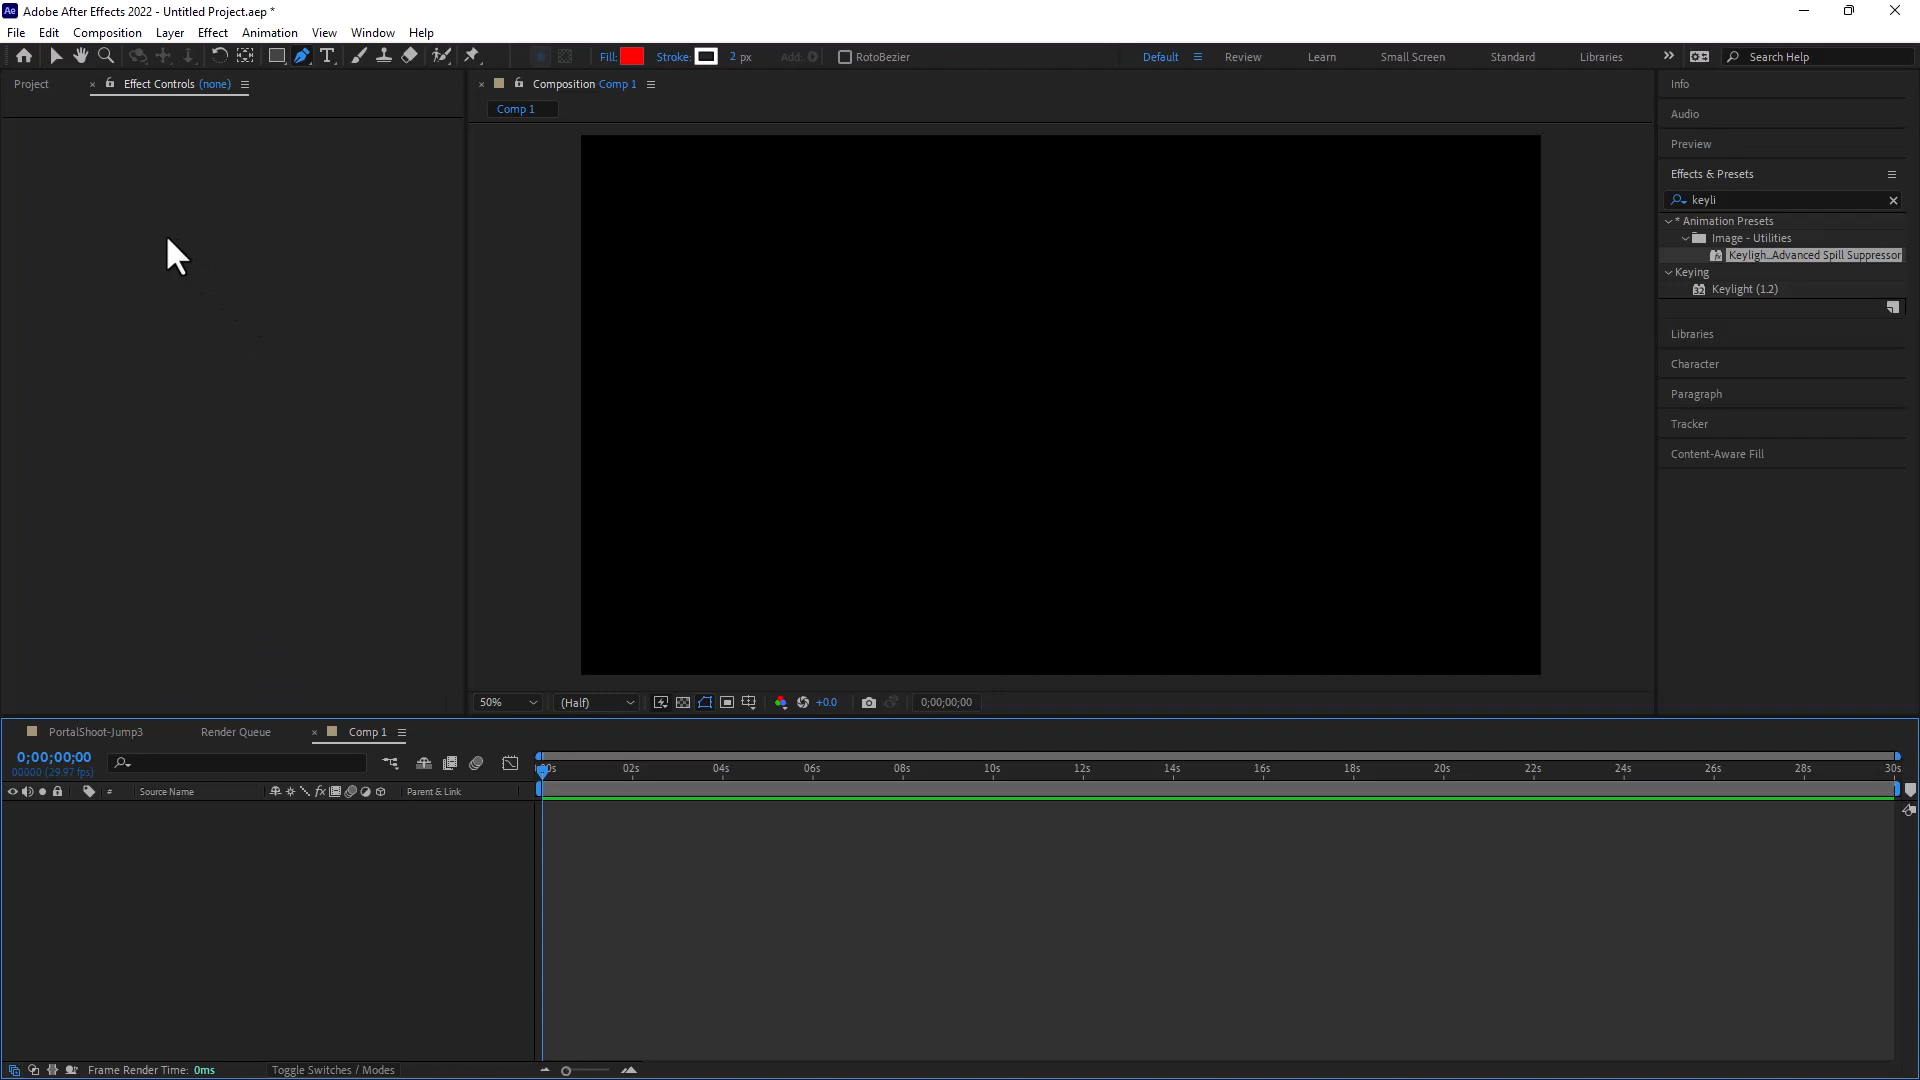 Ae Adobe After Effects 2022 - Untitled Project.aep *
File Edit Composition Layer Effect Animation View Window Help
Fill: Stroke: 2 px Add: RotoBezier Default Review Learn Small Screen Standard Libraries Search Help
Project Effect Controls (none) Composition Comp 1 Info
Comp 1
Audio
Preview
Effects & Presets
keyli
* Animation Presets
Image - Utilities
Keyligh...Advanced Spill Suppressor
Keying
32 Keylight (1.2)
Libraries
Character
Paragraph
Tracker
Content-Aware Fill
50% (Half) +0.0 0;00;00;00
PortalShoot-Jump3 Render Queue Comp 1
0;00;00;00
00000 (29.97 fps)
02s 04s 06s 08s 10s 12s 14s 16s 18s 20s 22s 24s 26s 28s 30s
# Source Name fx Parent & Link
Frame Render Time: 0ms Toggle Switches / Modes